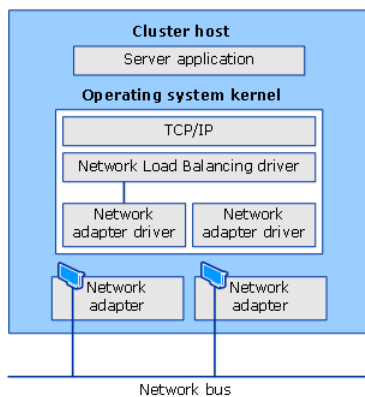 Cluster host
Server application
Operating system kernel
TCP/IP
Network Load Balancing driver
Network
adapter driver
Network
adapter driver
Network
adapter
Network
adapter
Network bus